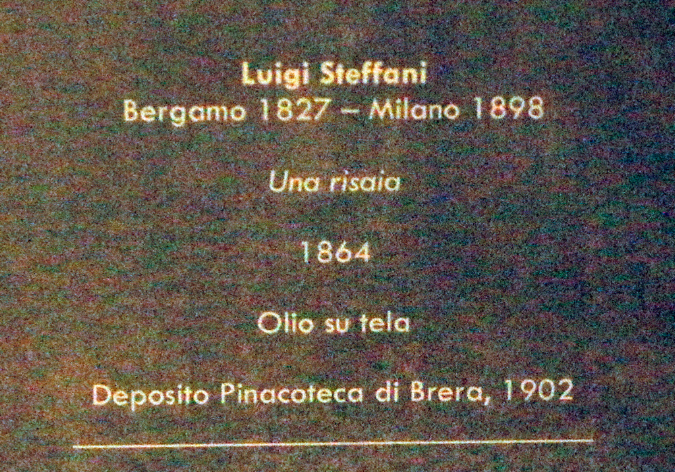 Luigi Steffani
Bergamo 1827 – Milano 1898
Una risaia
1864
Olio su tela
Deposito Pinacoteca di Brera, 1902